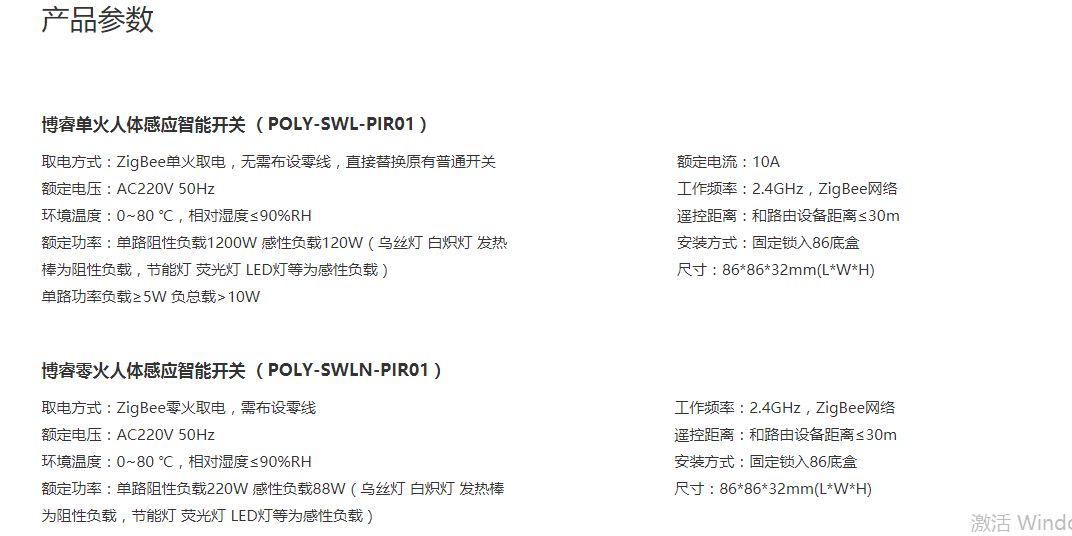 产品参数
博睿单火人体感应智能开关（POLY-SWL-PIR01）
取电方式：ZigBee单火取电，无需布设零线，直接替换原有普通开关
额定电压：AC220V 50Hz
环境温度：0~80 ℃，相对湿度≤90%RH
额定功率：单路阻性负载1200W 感性负载120W（乌丝灯 白炽灯 发热
棒为阻性负载，节能灯 荧光灯 LED灯等为感性负载）
单路功率负载≥5W 负总载>10W
额定电流：10A
工作频率：2.4GHz，ZigBee网络
遥控距离：和路由设备距离≤30m
安装方式：固定锁入86底盒
尺寸：86*86*32mm(L*W*H)
博睿零火人体感应智能开关（POLY-SWLN-PIR01）
取电方式：ZigBee零火取电，需布设零线
额定电压：AC220V 50Hz
环境温度：0~80 ℃，相对湿度≤90%RH
额定功率：单路阻性负载220W 感性负载88W（乌丝灯 白炽灯 发热棒
为阻性负载，节能灯 荧光灯 LED灯等为感性负载）
工作频率：2.4GHz，ZigBee网络
遥控距离：和路由设备距离≤30m
安装方式：固定锁入86底盒
尺寸：86*86*32mm(L*W*H)
激活 Windo